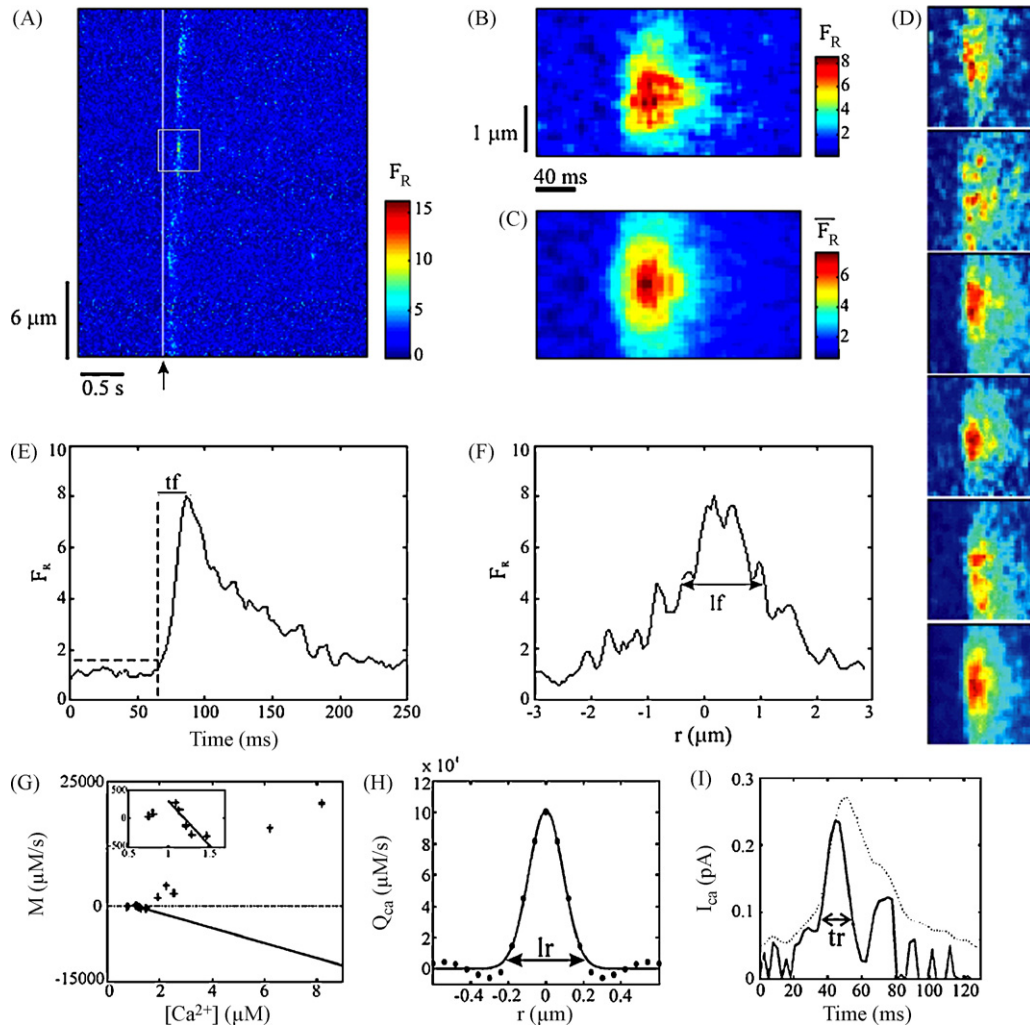 (A)
F_R
15
10
5
0
6 μm
0.5 s
(B)
F_R
8
6
4
2
1 μm
40 ms
(C)
F̅_R
6
4
2
(D)
(E)
10
8
6
4
2
0
F_R
tf
0 50 100 150 200 250
Time (ms)
(F)
10
8
6
4
2
0
F_R
lf
-3 -2 -1 0 1 2 3
r (μm)
(G)
25000
0
-15000
M (μM/s)
500
0
-500
0.5 1 1.5
0 2 4 6 8
[Ca²⁺] (μM)
(H)
x 10⁴
12
10
8
6
4
2
0
Q_ca (μM/s)
lr
-0.4 -0.2 0 0.2 0.4
r (μm)
(I)
0.3
0.2
0.1
0
I_ca (pA)
tr
0 20 40 60 80 100 120
Time (ms)